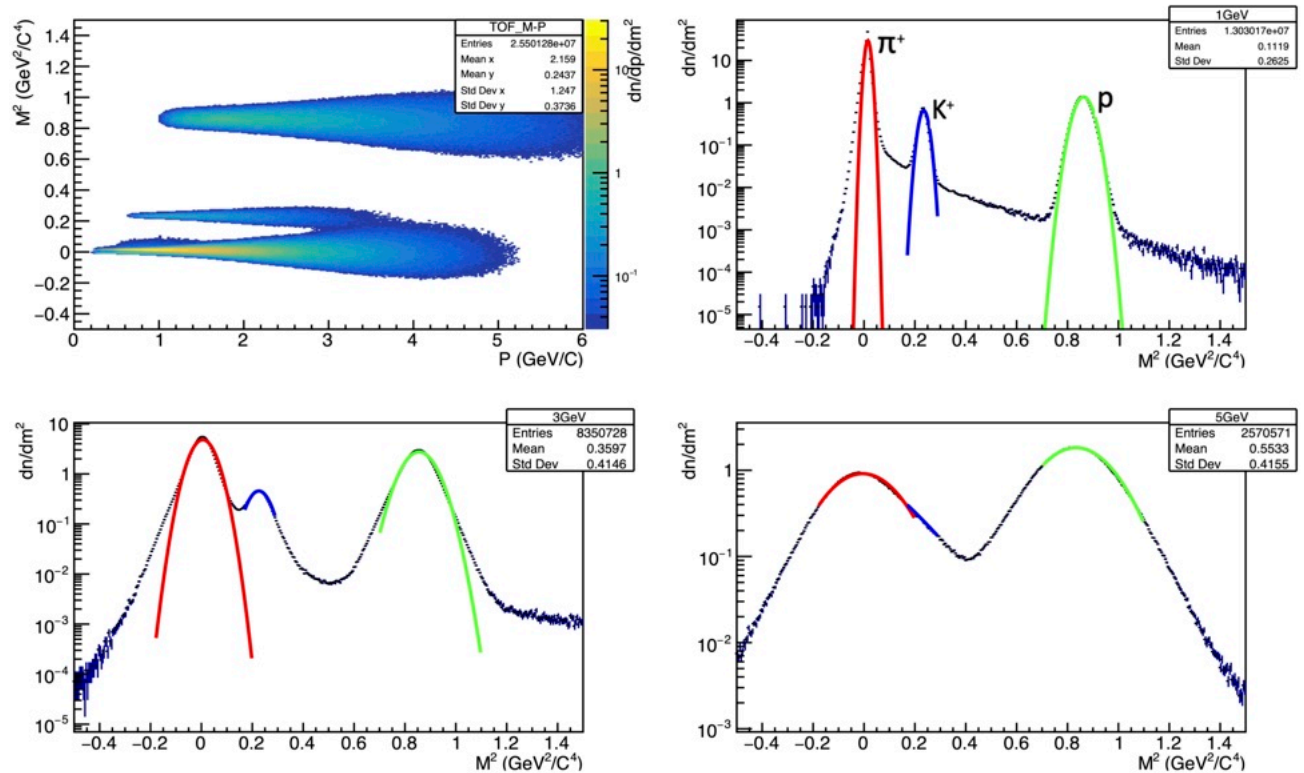 TOF_M-P
Entries 2.550128e+07
Mean x 2.159
Mean y 0.2437
Std Dev x 1.247
Std Dev y 0.3736
M² (GeV²/C⁴)
1.4
1.2
1
0.8
0.6
0.4
0.2
0
−0.2
−0.4
0 1 2 3 4 5 6
P (GeV/C)
dn/dp/dm²
10
1
10⁻¹
1GeV
Entries 1.303017e+07
Mean 0.1119
Std Dev 0.2625
dn/dm²
π⁺
K⁺
p
10²
10
1
10⁻¹
10⁻²
10⁻³
10⁻⁴
10⁻⁵
−0.4 −0.2 0 0.2 0.4 0.6 0.8 1 1.2 1.4
M² (GeV²/C⁴)
3GeV
Entries 8350728
Mean 0.3597
Std Dev 0.4146
dn/dm²
10
1
10⁻¹
10⁻²
10⁻³
10⁻⁴
10⁻⁵
−0.4 −0.2 0 0.2 0.4 0.6 0.8 1 1.2 1.4
M² (GeV²/C⁴)
5GeV
Entries 2570571
Mean 0.5533
Std Dev 0.4155
dn/dm²
1
10⁻¹
10⁻²
10⁻³
−0.4 −0.2 0 0.2 0.4 0.6 0.8 1 1.2 1.4
M² (GeV²/C⁴)